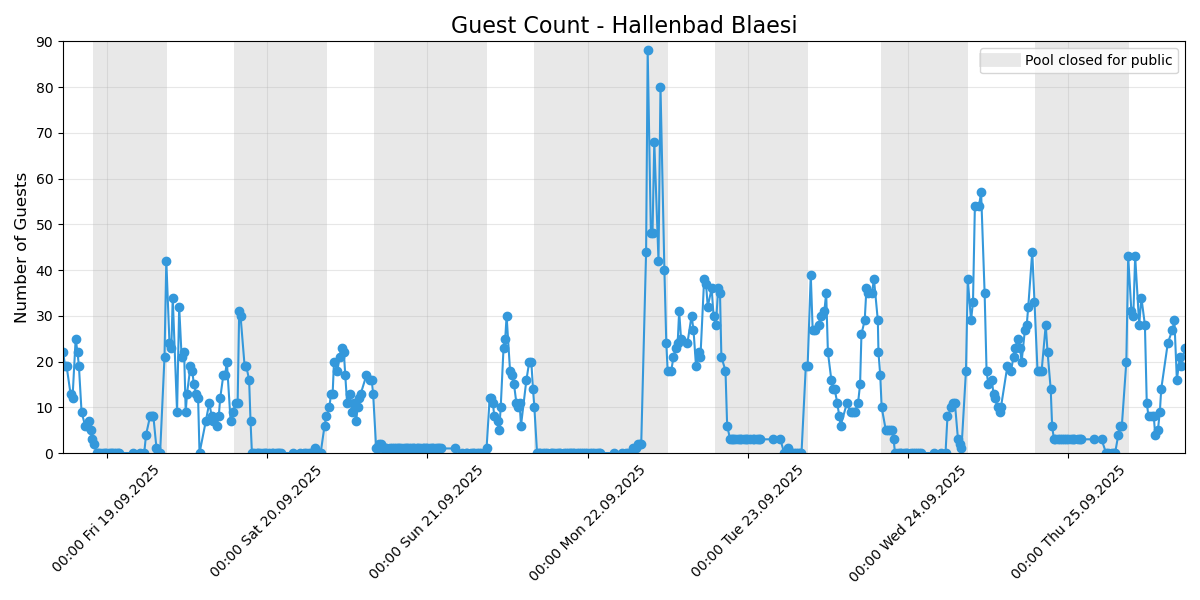 Guest Count - Hallenbad Blaesi
Pool closed for public
Number of Guests
90
80
70
60
50
40
30
20
10
0
00:00 Fri 19.09.2025
00:00 Sat 20.09.2025
00:00 Sun 21.09.2025
00:00 Mon 22.09.2025
00:00 Tue 23.09.2025
00:00 Wed 24.09.2025
00:00 Thu 25.09.2025